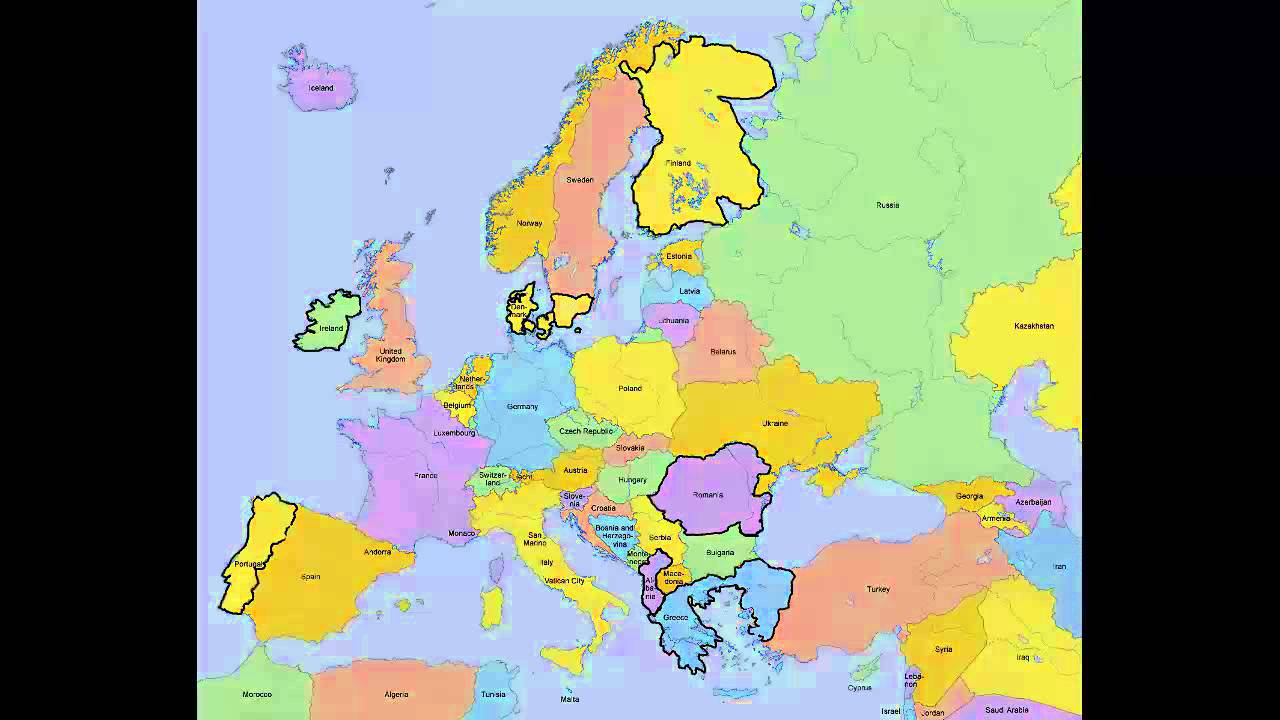 Iceland
Finland
Sweden
Russia
Norway
Estonia
Latvia
Den-
mark
Lithuania
Ireland
Kazakhstan
United
Kingdom
Belarus
Nether-
lands
Poland
Belgium
Germany
Ukraine
Luxembourg
Czech Republic
Slovakia
France
Austria
Switzer-
land
Hungary
Romania
Slove-
nia
Georgia
Azerbaijan
Croatia
Armenia
Monaco
San
Marino
Bosnia and
Herzego-
vina
Serbia
Andorra
Monte-
negro
Bulgaria
Italy
Portugal
Spain
Vatican City
Al-
ba-
nie
Mace-
donia
Iran
Turkey
Greece
Syria
Iraq
Leba-
non
Cyprus
Morocco
Algeria
Tunisia
Malta
Israel
Jordan
Saudi Arabia